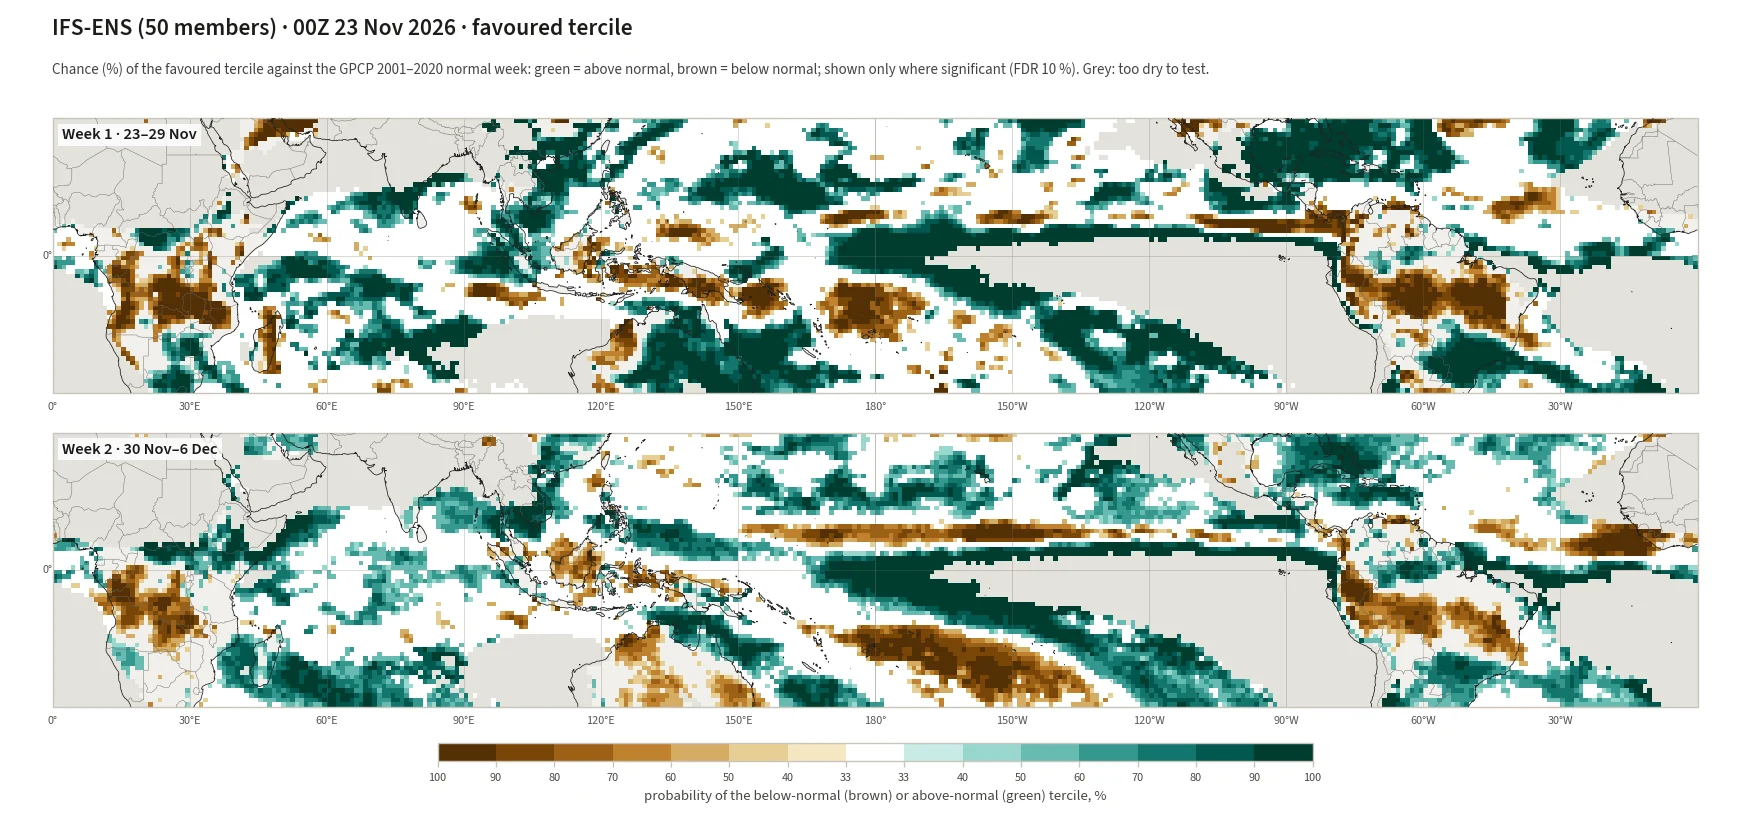 IFS-ENS (50 members) · 00Z 23 Nov 2026 · favoured tercile
Chance (%) of the favoured tercile against the GPCP 2001–2020 normal week: green = above normal, brown = below normal; shown only where significant (FDR 10 %). Grey: too dry to test.
Week 1 · 23–29 Nov
0°
0° 30°E 60°E 90°E 120°E 150°E 180° 150°W 120°W 90°W 60°W 30°W
Week 2 · 30 Nov–6 Dec
0°
0° 30°E 60°E 90°E 120°E 150°E 180° 150°W 120°W 90°W 60°W 30°W
100 90 80 70 60 50 40 33 33 40 50 60 70 80 90 100
probability of the below-normal (brown) or above-normal (green) tercile, %